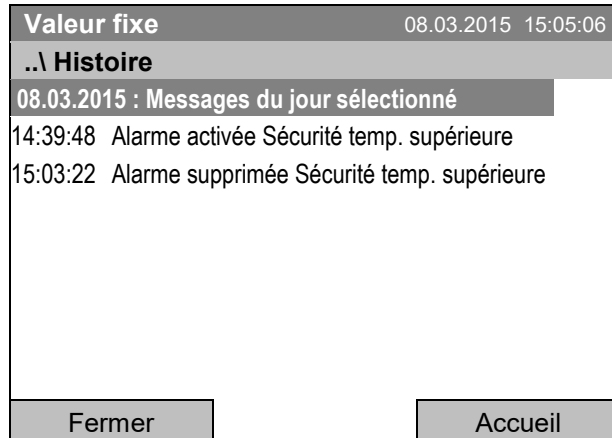 Valeur fixe 08.03.2015 15:05:06
..\ Histoire
08.03.2015 : Messages du jour sélectionné
14:39:48 Alarme activée Sécurité temp. supérieure
15:03:22 Alarme supprimée Sécurité temp. supérieure
Fermer Accueil